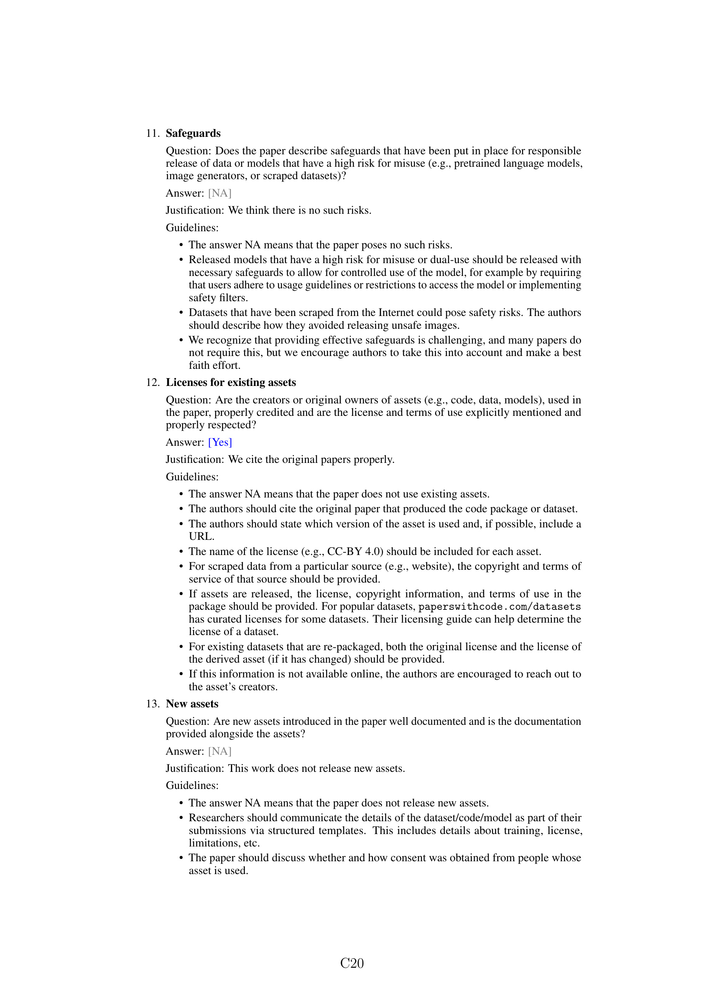 11. Safeguards
Question: Does the paper describe safeguards that have been put in place for responsible
release of data or models that have a high risk for misuse (e.g., pretrained language models,
image generators, or scraped datasets)?
Answer: [NA]
Justification: We think there is no such risks.
Guidelines:
• The answer NA means that the paper poses no such risks.
• Released models that have a high risk for misuse or dual-use should be released with
necessary safeguards to allow for controlled use of the model, for example by requiring
that users adhere to usage guidelines or restrictions to access the model or implementing
safety filters.
• Datasets that have been scraped from the Internet could pose safety risks. The authors
should describe how they avoided releasing unsafe images.
• We recognize that providing effective safeguards is challenging, and many papers do
not require this, but we encourage authors to take this into account and make a best
faith effort.
12. Licenses for existing assets
Question: Are the creators or original owners of assets (e.g., code, data, models), used in
the paper, properly credited and are the license and terms of use explicitly mentioned and
properly respected?
Answer: [Yes]
Justification: We cite the original papers properly.
Guidelines:
• The answer NA means that the paper does not use existing assets.
• The authors should cite the original paper that produced the code package or dataset.
• The authors should state which version of the asset is used and, if possible, include a
URL.
• The name of the license (e.g., CC-BY 4.0) should be included for each asset.
• For scraped data from a particular source (e.g., website), the copyright and terms of
service of that source should be provided.
• If assets are released, the license, copyright information, and terms of use in the
package should be provided. For popular datasets, paperswithcode.com/datasets
has curated licenses for some datasets. Their licensing guide can help determine the
license of a dataset.
• For existing datasets that are re-packaged, both the original license and the license of
the derived asset (if it has changed) should be provided.
• If this information is not available online, the authors are encouraged to reach out to
the asset's creators.
13. New assets
Question: Are new assets introduced in the paper well documented and is the documentation
provided alongside the assets?
Answer: [NA]
Justification: This work does not release new assets.
Guidelines:
• The answer NA means that the paper does not release new assets.
• Researchers should communicate the details of the dataset/code/model as part of their
submissions via structured templates. This includes details about training, license,
limitations, etc.
• The paper should discuss whether and how consent was obtained from people whose
asset is used.
C20